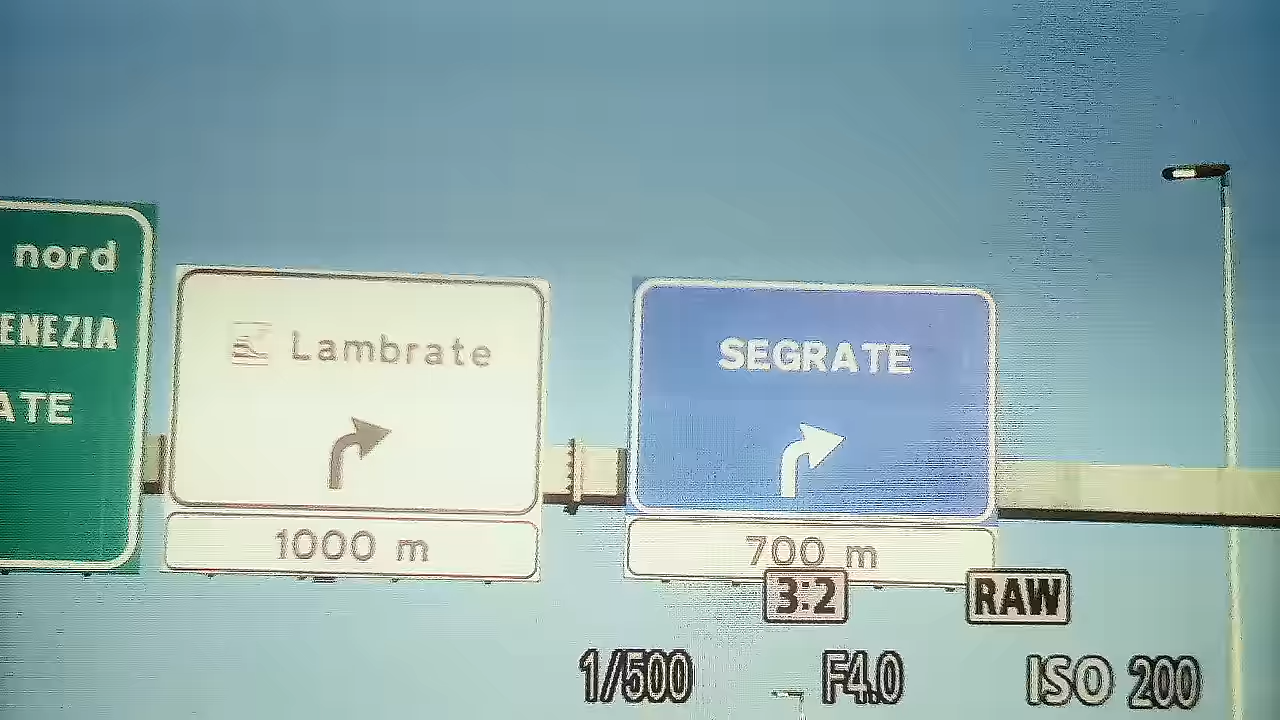 nord
ENEZIA
ATE
Lambrate
1000 m
SEGRATE
700 m
3:2
RAW
1/500
F4.0
ISO 200